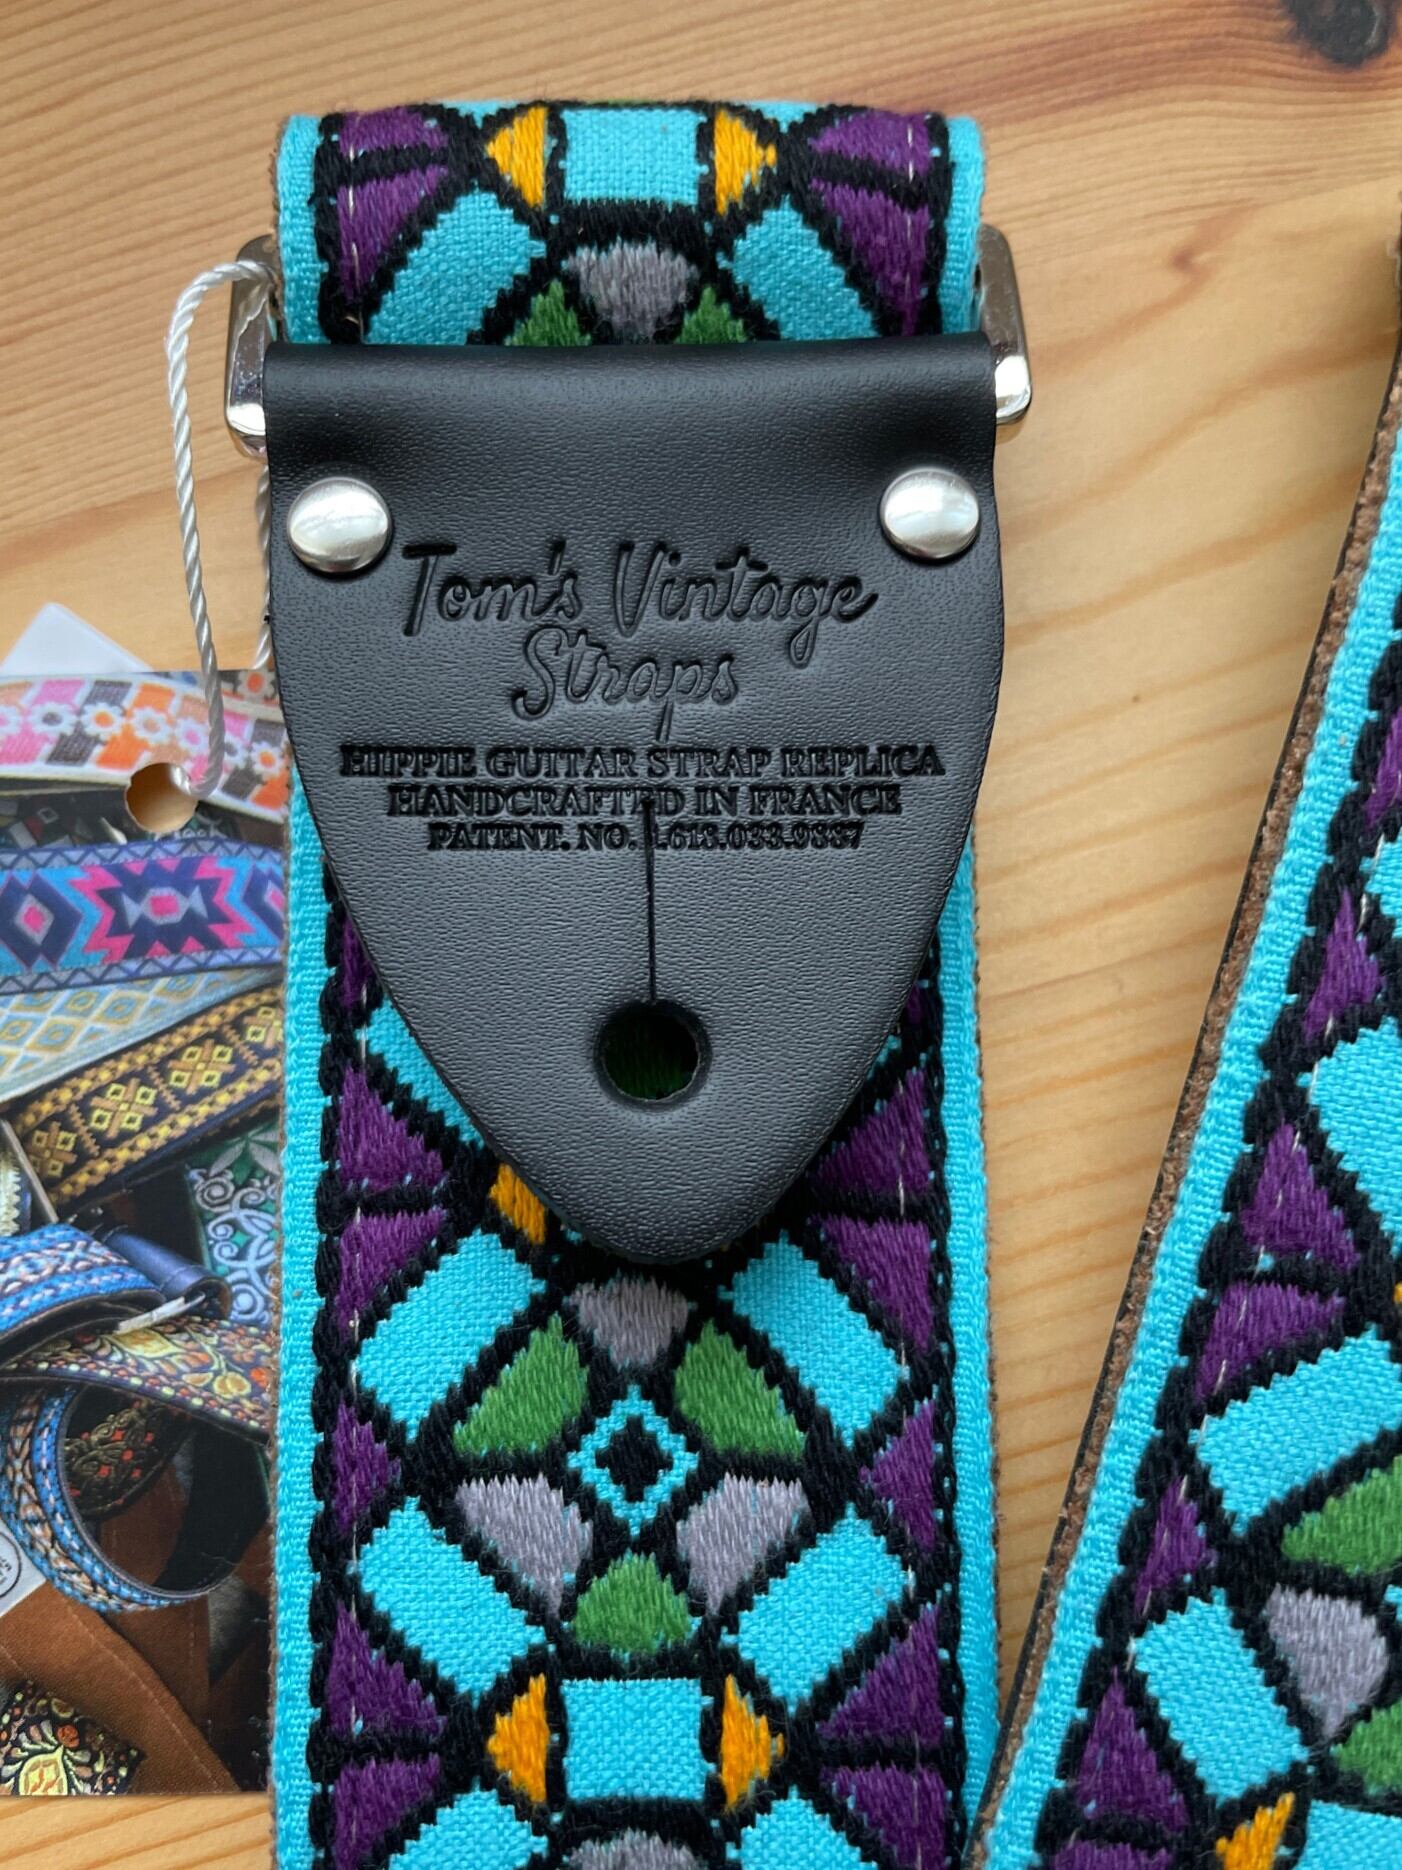 Tom's Vintage
Straps
HIPPIE GUITAR STRAP REPLICA
HANDCRAFTED IN FRANCE
PATENT. NO. 1.618.033.9887